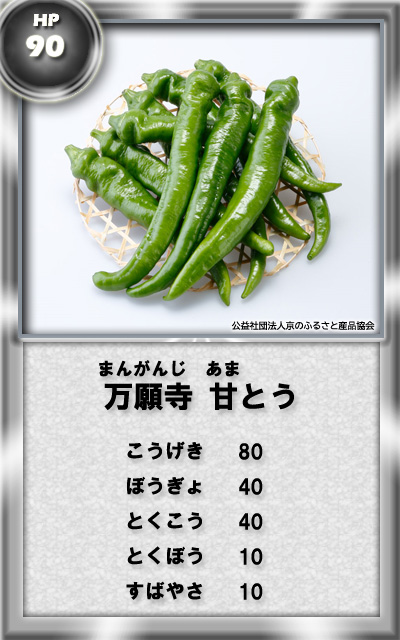 HP
90
公益社団法人京のふるさと産品協会
まんがんじ あま
万願寺 甘とう
こうげき 80
ぼうぎょ 40
とくこう 40
とくぼう 10
すばやさ 10